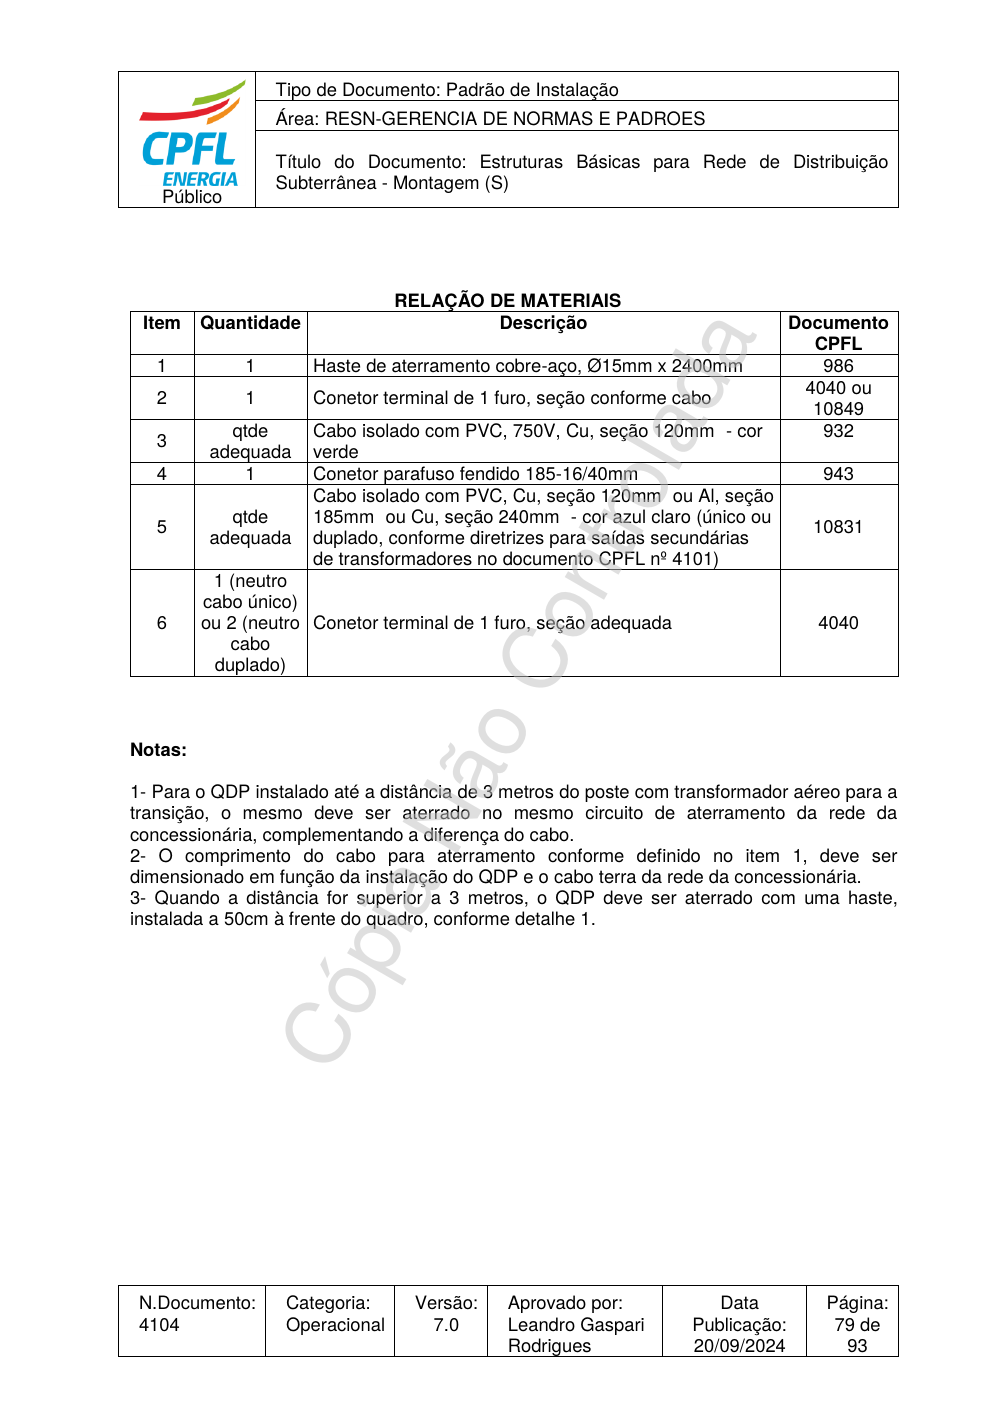 CPFL
ENERGIA
Público
Tipo de Documento: Padrão de Instalação
Área: RESN-GERENCIA DE NORMAS E PADROES
Título do Documento: Estruturas Básicas para Rede de Distribuição
Subterrânea - Montagem (S)
RELAÇÃO DE MATERIAIS
Item Quantidade Descrição Documento
CPFL
1 1 Haste de aterramento cobre-aço, Ø15mm x 2400mm 986
2 1 Conetor terminal de 1 furo, seção conforme cabo 4040 ou
10849
3 qtde
adequada
Cabo isolado com PVC, 750V, Cu, seção 120mm - cor
verde
932
4 1 Conetor parafuso fendido 185-16/40mm 943
5 qtde
adequada
Cabo isolado com PVC, Cu, seção 120mm ou Al, seção
185mm ou Cu, seção 240mm - cor azul claro (único ou
duplado, conforme diretrizes para saídas secundárias
de transformadores no documento CPFL nº 4101)
10831
6 1 (neutro
cabo único)
ou 2 (neutro
cabo
duplado)
Conetor terminal de 1 furo, seção adequada 4040
Notas:
1- Para o QDP instalado até a distância de 3 metros do poste com transformador aéreo para a
transição, o mesmo deve ser aterrado no mesmo circuito de aterramento da rede da
concessionária, complementando a diferença do cabo.
2- O comprimento do cabo para aterramento conforme definido no item 1, deve ser
dimensionado em função da instalação do QDP e o cabo terra da rede da concessionária.
3- Quando a distância for superior a 3 metros, o QDP deve ser aterrado com uma haste,
instalada a 50cm à frente do quadro, conforme detalhe 1.
Cópia Não Controlada
N.Documento:
4104
Categoria:
Operacional
Versão:
7.0
Aprovado por:
Leandro Gaspari
Rodrigues
Data
Publicação:
20/09/2024
Página:
79 de
93